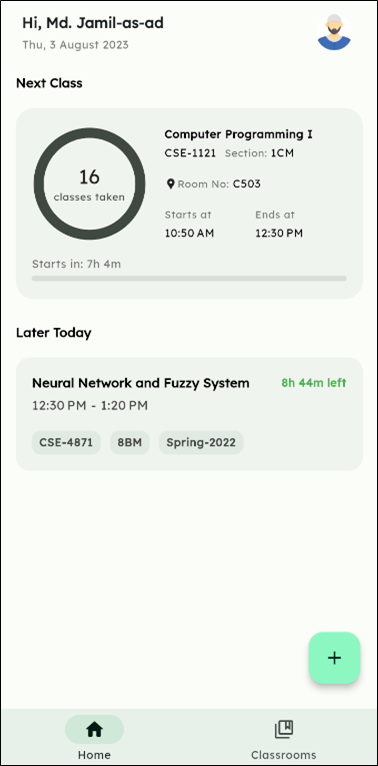 Hi, Md. Jamil-as-ad
Thu, 3 August 2023
Next Class
16
classes taken
Computer Programming I
CSE-1121 Section: 1CM
Room No: C503
Starts at Ends at
10:50 AM 12:30 PM
Starts in: 7h 4m
Later Today
Neural Network and Fuzzy System 8h 44m left
12:30 PM - 1:20 PM
CSE-4871 8BM Spring-2022
+
Home Classrooms